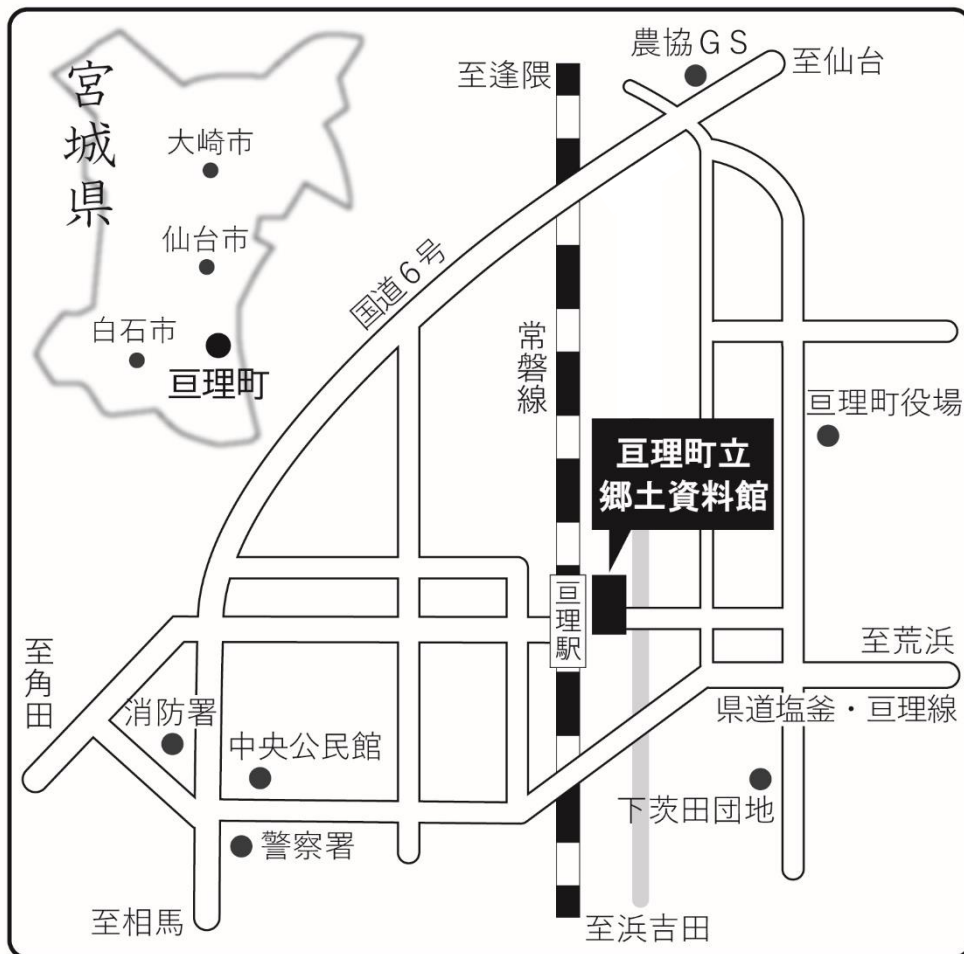 宮城県
大崎市
仙台市
白石市
亘理町
農協GS
至逢隈
至仙台
国道6号
常磐線
亘理町役場
亘理町立
郷土資料館
亘理駅
至角田
消防署
中央公民館
警察署
至荒浜
県道塩釜・亘理線
下茨田団地
至相馬
至浜吉田